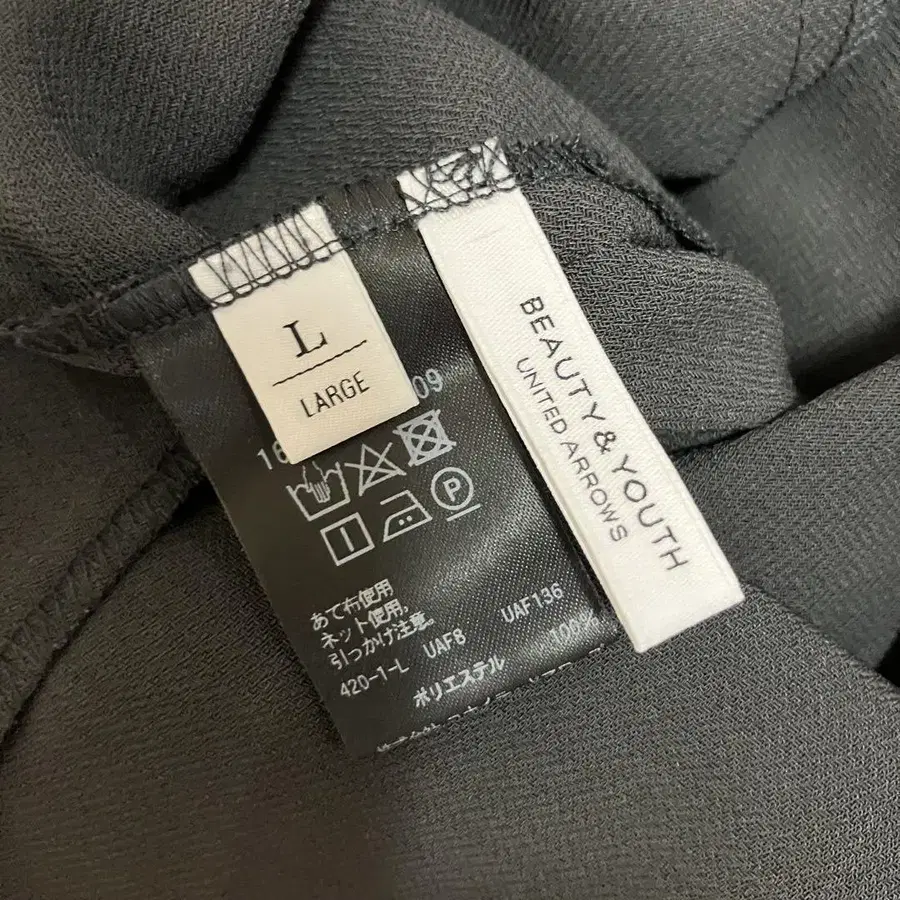 L
LARGE
BEAUTY & YOUTH
UNITED ARROWS
16
09
P
あて布使用
ネット使用,
引っかけ注意.
420-1-L UAF8 UAF136
ポリエステル 100%